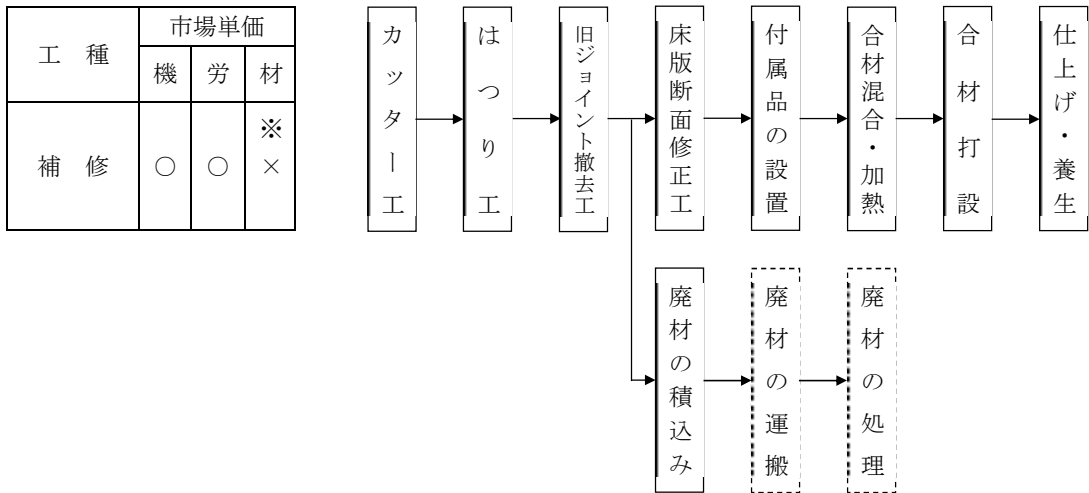 工 種
市場単価
機 労 材
補 修
○ ○ ※ ×
カッター工
はつり工
旧ジョイント撤去工
床版断面修正工
付属品の設置
合材混合・加熱
合材打設
仕上げ・養生
廃材の積込み
廃材の運搬
廃材の処理